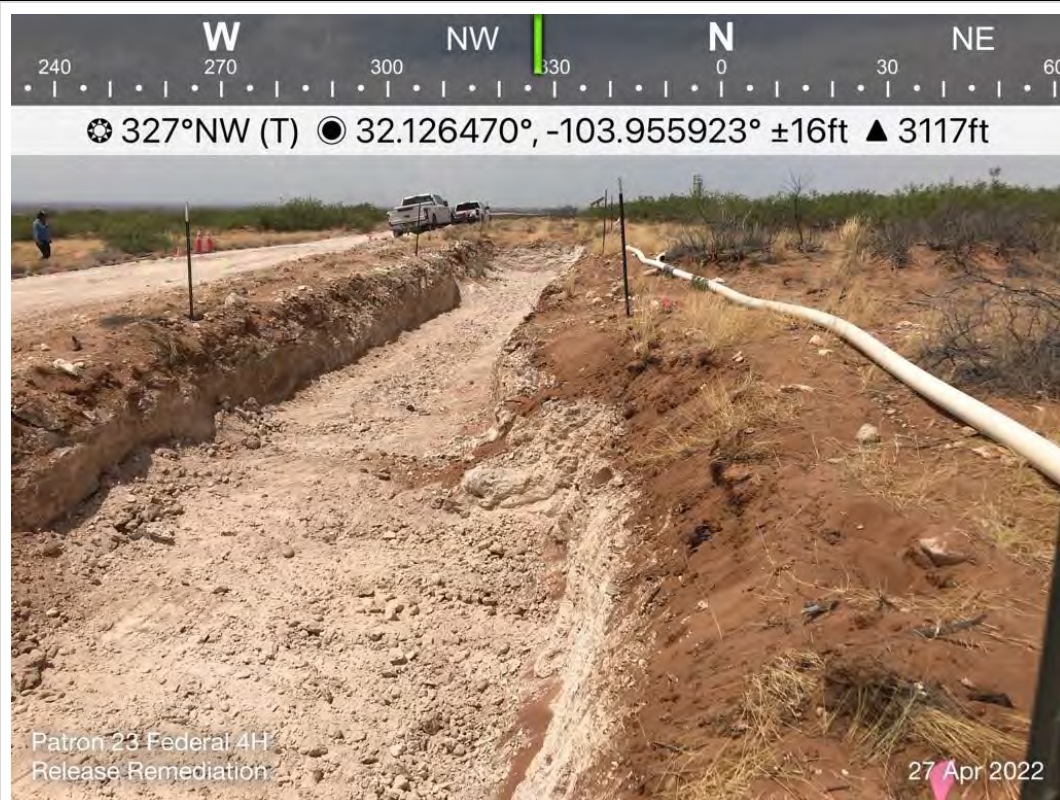 W NW N NE
240 270 300 330 0 30 60
327°NW (T) 32.126470°, -103.955923° ±16ft ▲ 3117ft
Patron 23 Federal 4H
Release Remediation
27 Apr 2022